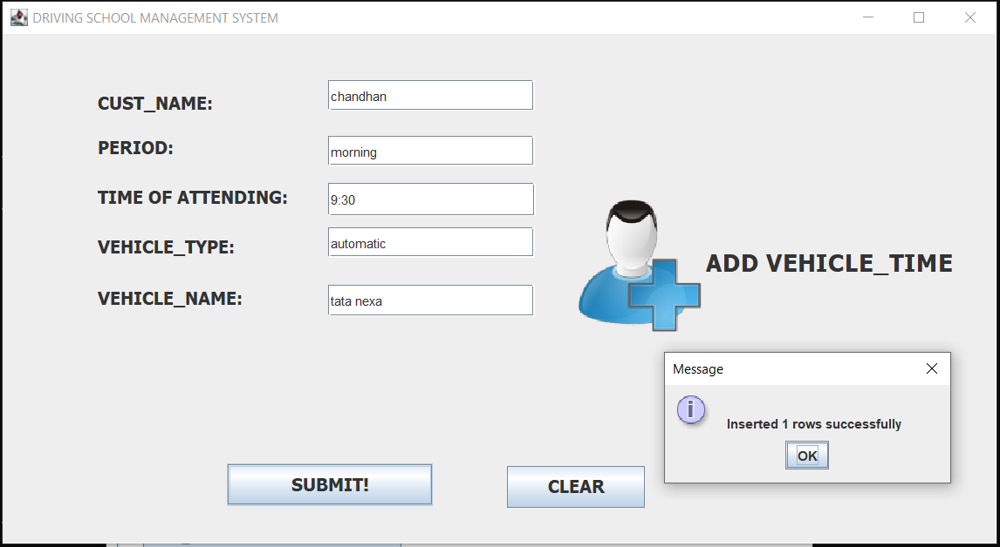 DRIVING SCHOOL MANAGEMENT SYSTEM
CUST_NAME: chandhan
PERIOD: morning
TIME OF ATTENDING: 9:30
VEHICLE_TYPE: automatic
VEHICLE_NAME: tata nexa
ADD VEHICLE_TIME
Message
Inserted 1 rows successfully
OK
SUBMIT!
CLEAR